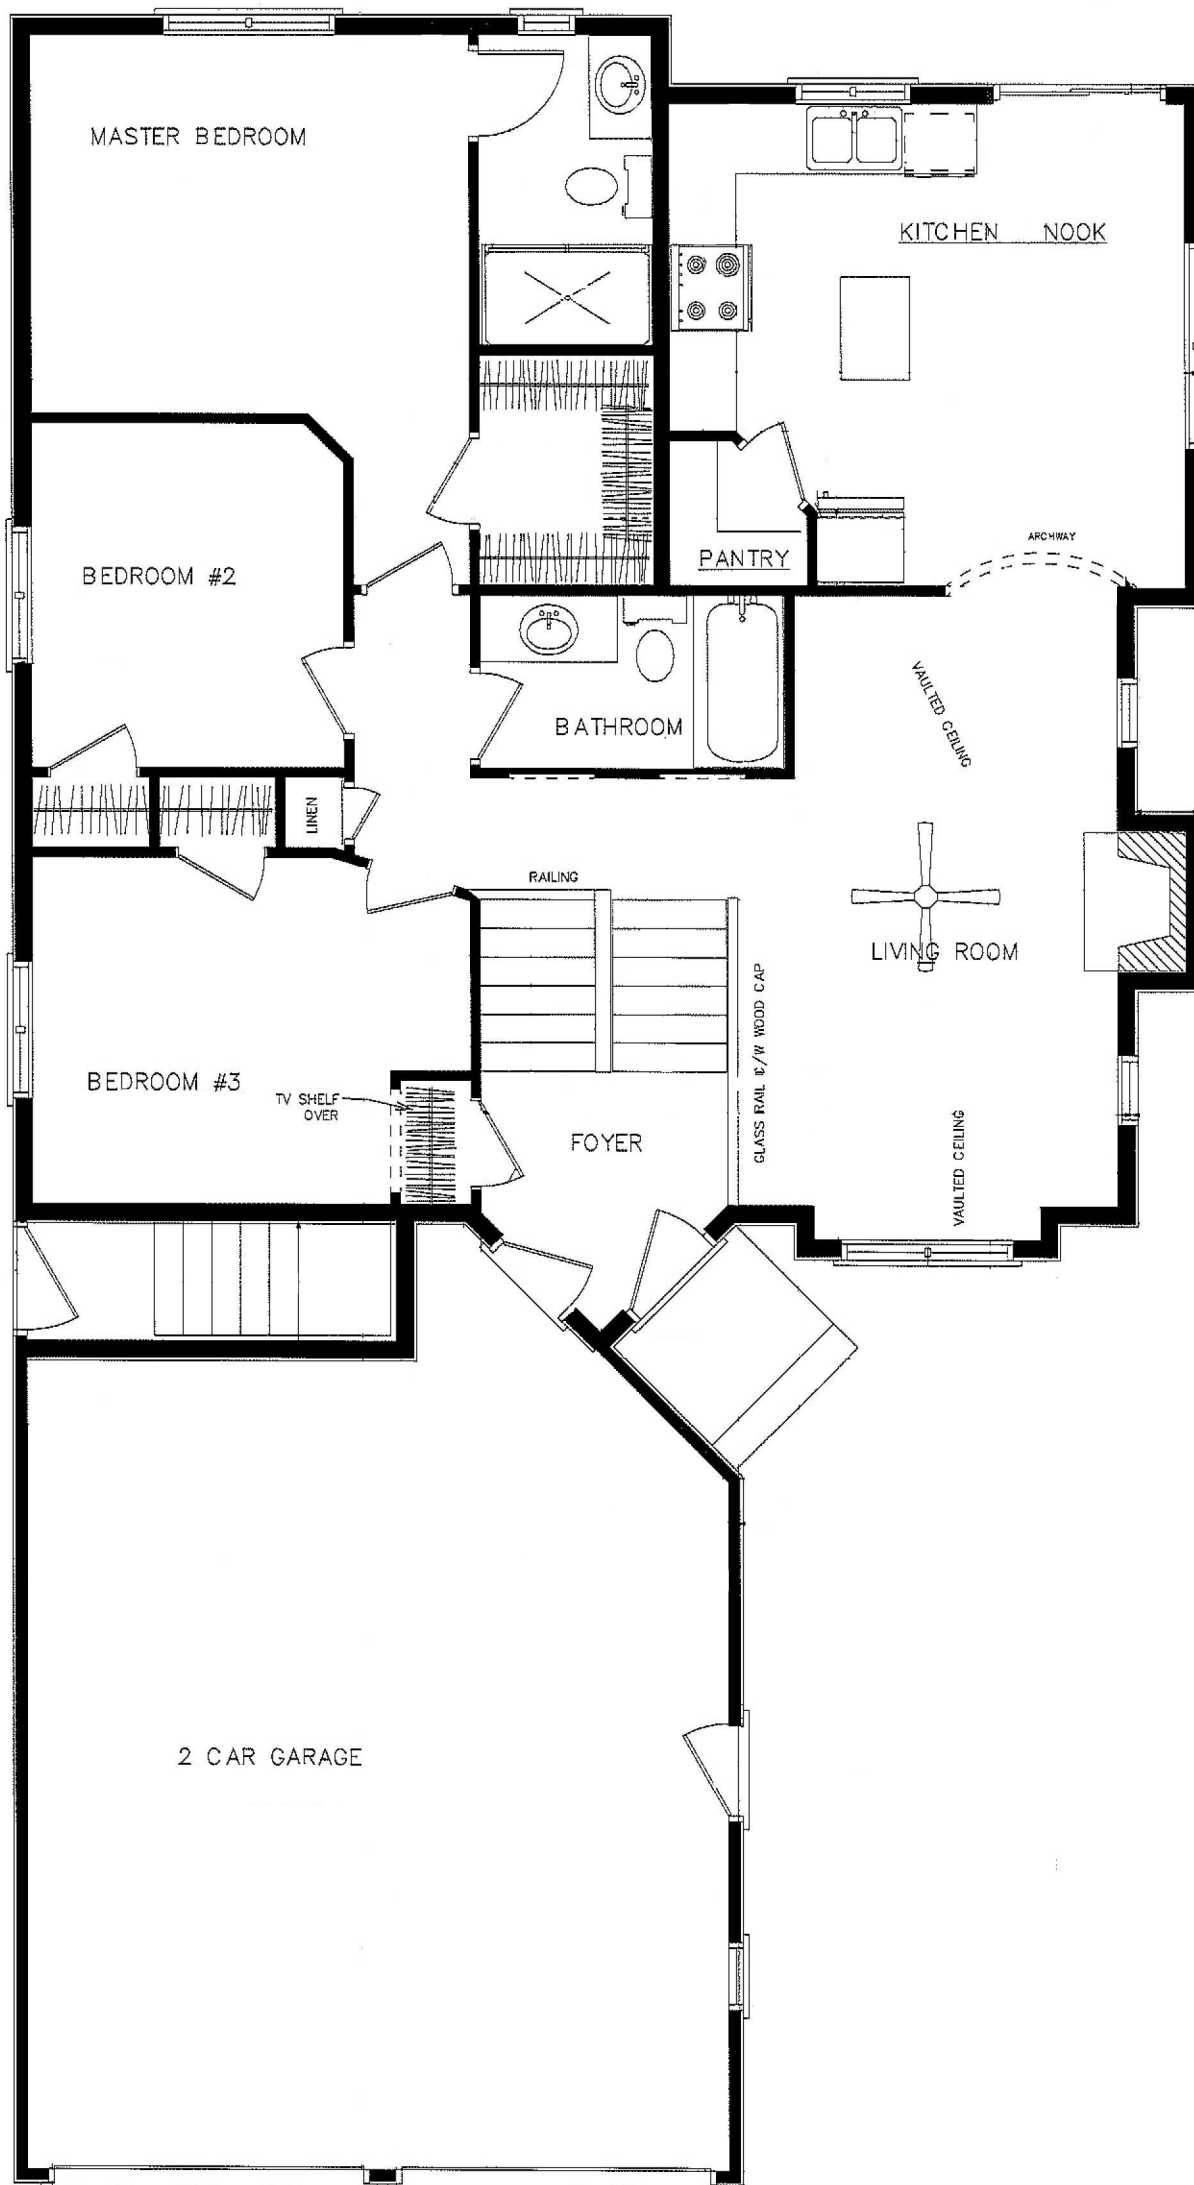 MASTER BEDROOM
KITCHEN NOOK
ARCHWAY
PANTRY
BEDROOM #2
VAULTED CEILING
BATHROOM
LINEN
RAILING
LIVING ROOM
GLASS RAIL C/W WOOD CAP
BEDROOM #3
TV SHELF
OVER
FOYER
VAULTED CEILING
2 CAR GARAGE